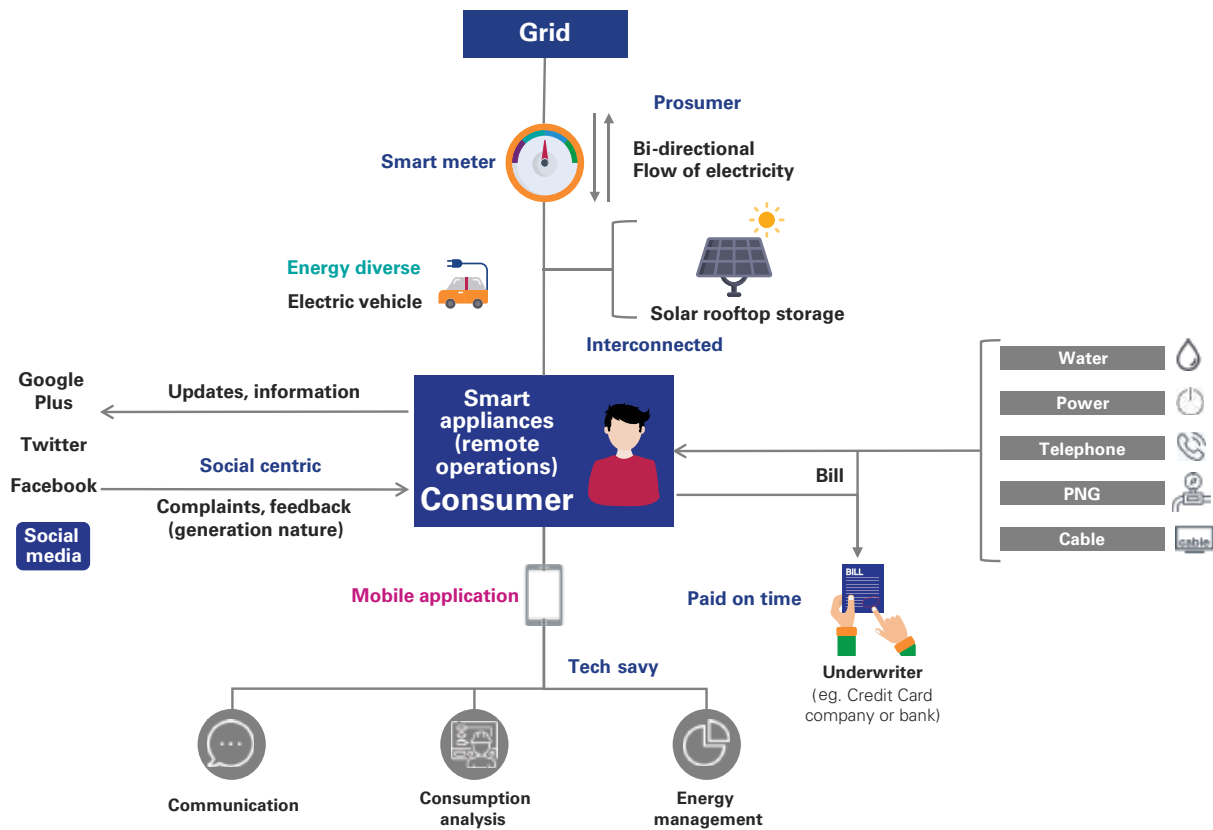 Grid
Prosumer
Smart meter
Bi-directional
Flow of electricity
Energy diverse
Electric vehicle
Solar rooftop storage
Interconnected
Google
Plus
Twitter
Facebook
Social
media
Updates, information
Social centric
Complaints, feedback
(generation nature)
Smart
appliances
(remote
operations)
Consumer
Bill
Water
Power
Telephone
PNG
Cable
cable
Mobile application
Paid on time
BILL
Underwriter
(eg. Credit Card
company or bank)
Tech savy
Communication
Consumption
analysis
Energy
management